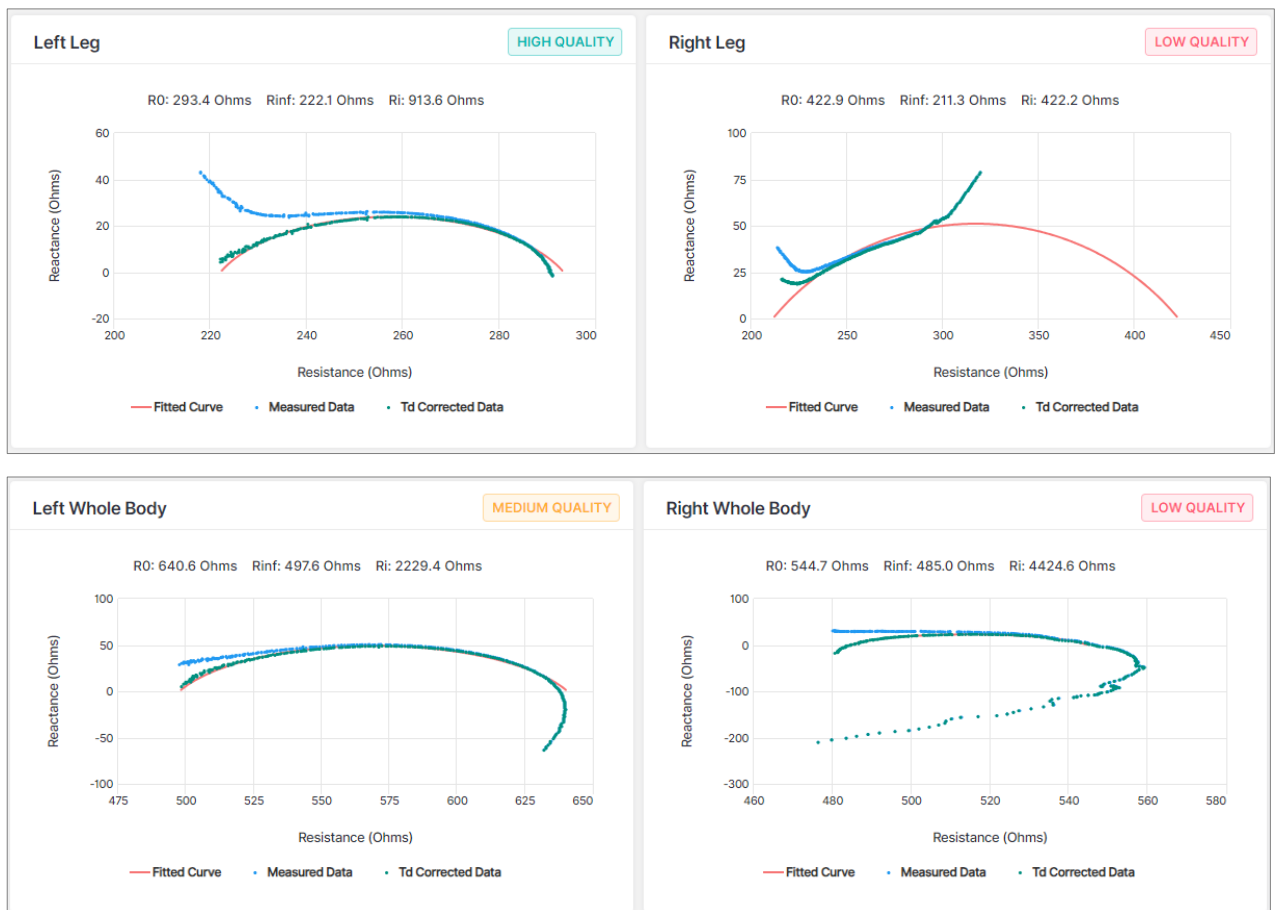 Left Leg
HIGH QUALITY
R0: 293.4 Ohms Rinf: 222.1 Ohms Ri: 913.6 Ohms
60
40
20
0
-20
Reactance (Ohms)
200 220 240 260 280 300
Resistance (Ohms)
Fitted Curve Measured Data Td Corrected Data
Right Leg
LOW QUALITY
R0: 422.9 Ohms Rinf: 211.3 Ohms Ri: 422.2 Ohms
100
75
50
25
0
Reactance (Ohms)
200 250 300 350 400 450
Resistance (Ohms)
Fitted Curve Measured Data Td Corrected Data
Left Whole Body
MEDIUM QUALITY
R0: 640.6 Ohms Rinf: 497.6 Ohms Ri: 2229.4 Ohms
100
50
0
-50
-100
Reactance (Ohms)
475 500 525 550 575 600 625 650
Resistance (Ohms)
Fitted Curve Measured Data Td Corrected Data
Right Whole Body
LOW QUALITY
R0: 544.7 Ohms Rinf: 485.0 Ohms Ri: 4424.6 Ohms
100
0
-100
-200
-300
Reactance (Ohms)
460 480 500 520 540 560 580
Resistance (Ohms)
Fitted Curve Measured Data Td Corrected Data